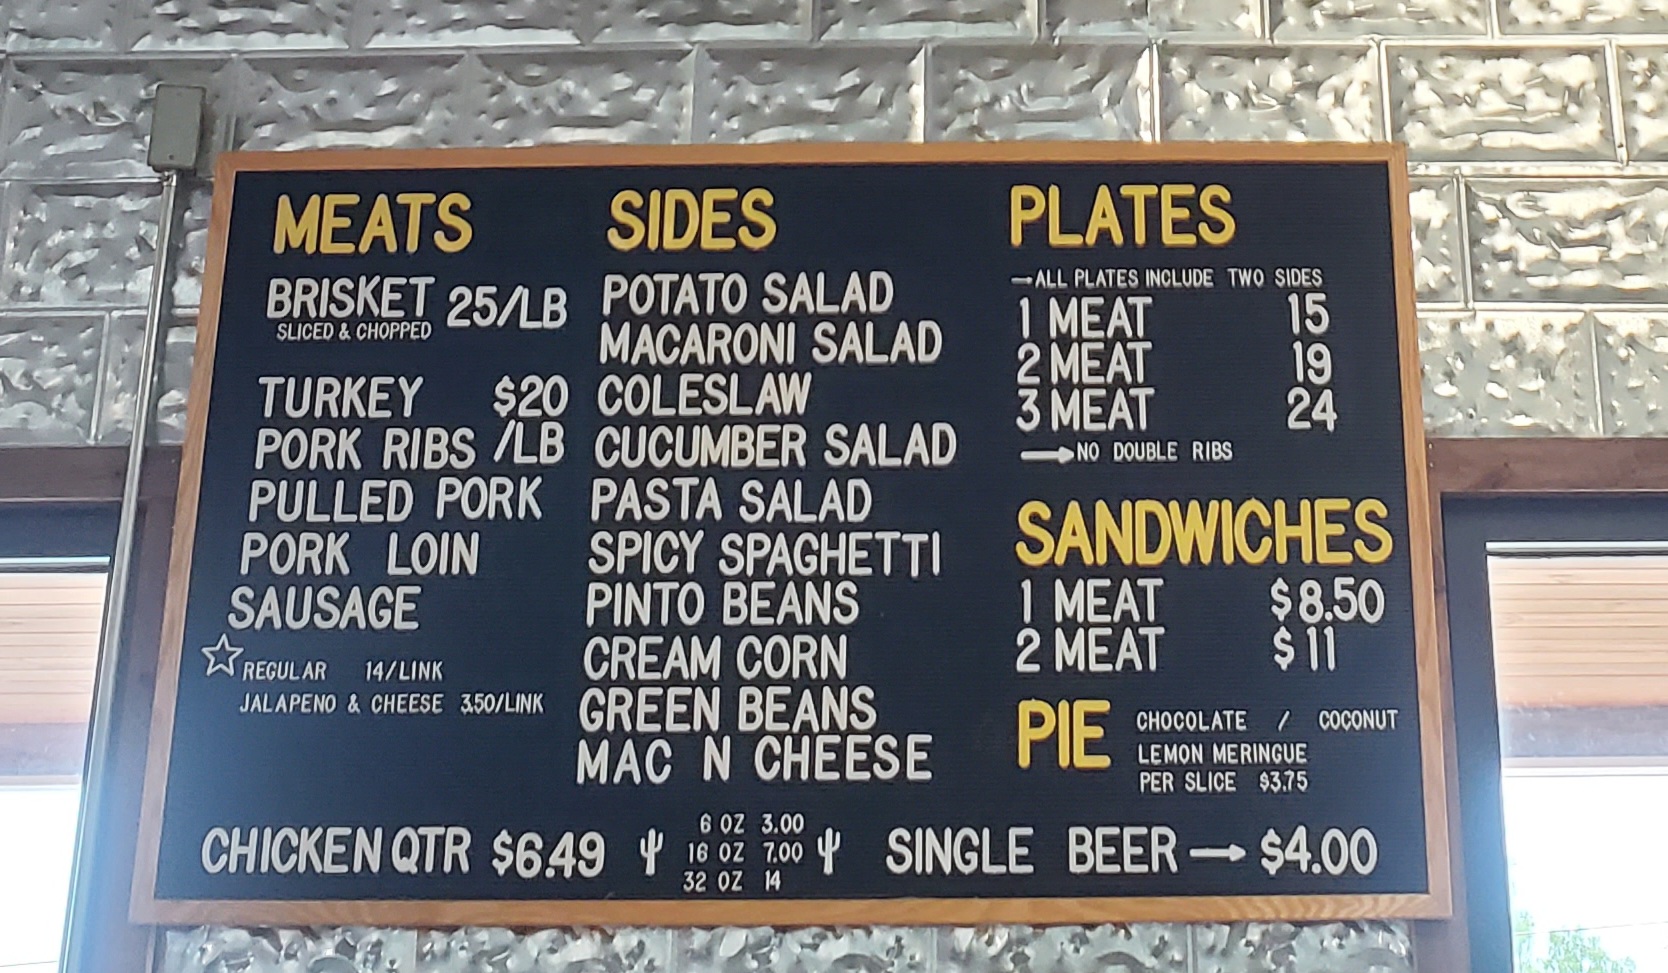 MEATS
BRISKET 25/LB
SLICED & CHOPPED
TURKEY $20
PORK RIBS /LB
PULLED PORK
PORK LOIN
SAUSAGE
REGULAR 14/LINK
JALAPENO & CHEESE 3.50/LINK
SIDES
POTATO SALAD
MACARONI SALAD
COLESLAW
CUCUMBER SALAD
PASTA SALAD
SPICY SPAGHETTI
PINTO BEANS
CREAM CORN
GREEN BEANS
MAC N CHEESE
PLATES
→ALL PLATES INCLUDE TWO SIDES
1 MEAT 15
2 MEAT 19
3 MEAT 24
→NO DOUBLE RIBS
SANDWICHES
1 MEAT $8.50
2 MEAT $11
PIE
CHOCOLATE / COCONUT
LEMON MERINGUE
PER SLICE $3.75
CHICKEN QTR $6.49
6 OZ 3.00
16 OZ 7.00
32 OZ 14
SINGLE BEER → $4.00